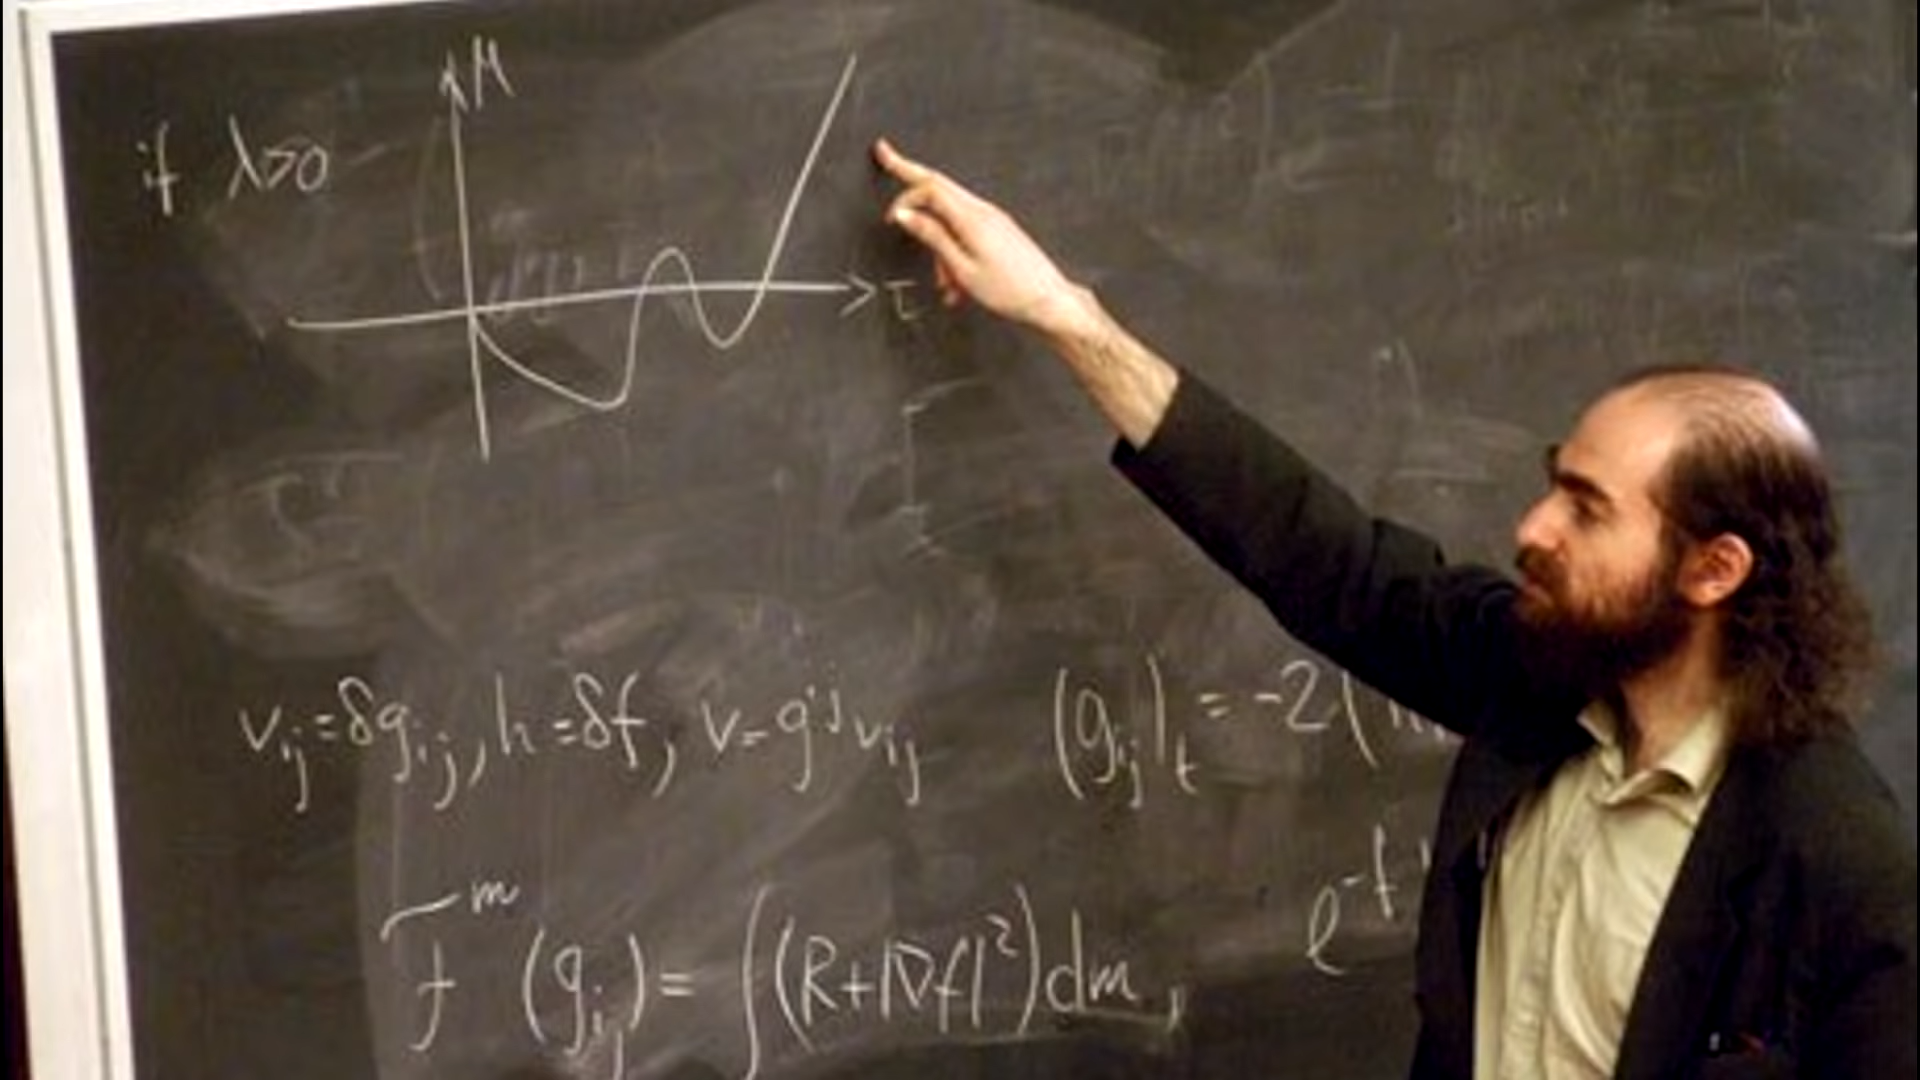 μ
if λ>0
τ
v_ij = δg_ij, h = δf, v = g^ij v_ij (g_ij)_t = -2(
F^m (g_ij) = ∫(R+|∇f|²)dm, e^-f